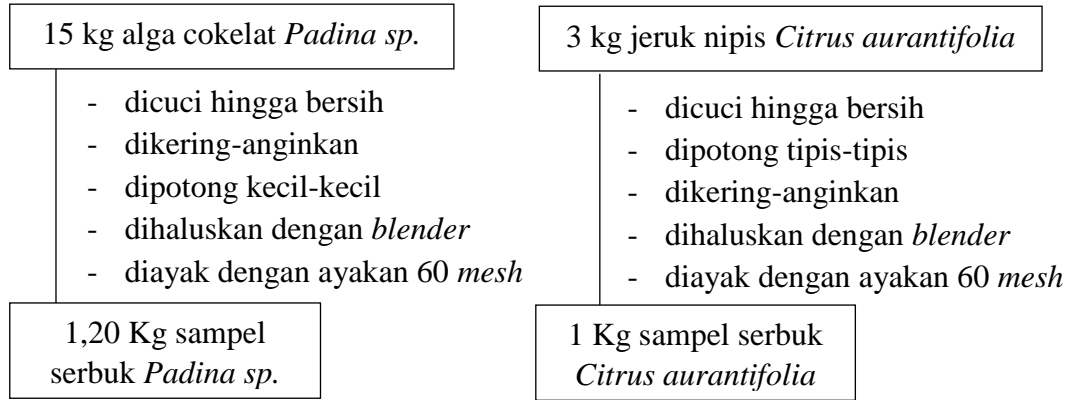 15 kg alga cokelat Padina sp.
- dicuci hingga bersih
- dikering-anginkan
- dipotong kecil-kecil
- dihaluskan dengan blender
- diayak dengan ayakan 60 mesh
1,20 Kg sampel
serbuk Padina sp.
3 kg jeruk nipis Citrus aurantifolia
- dicuci hingga bersih
- dipotong tipis-tipis
- dikering-anginkan
- dihaluskan dengan blender
- diayak dengan ayakan 60 mesh
1 Kg sampel serbuk
Citrus aurantifolia